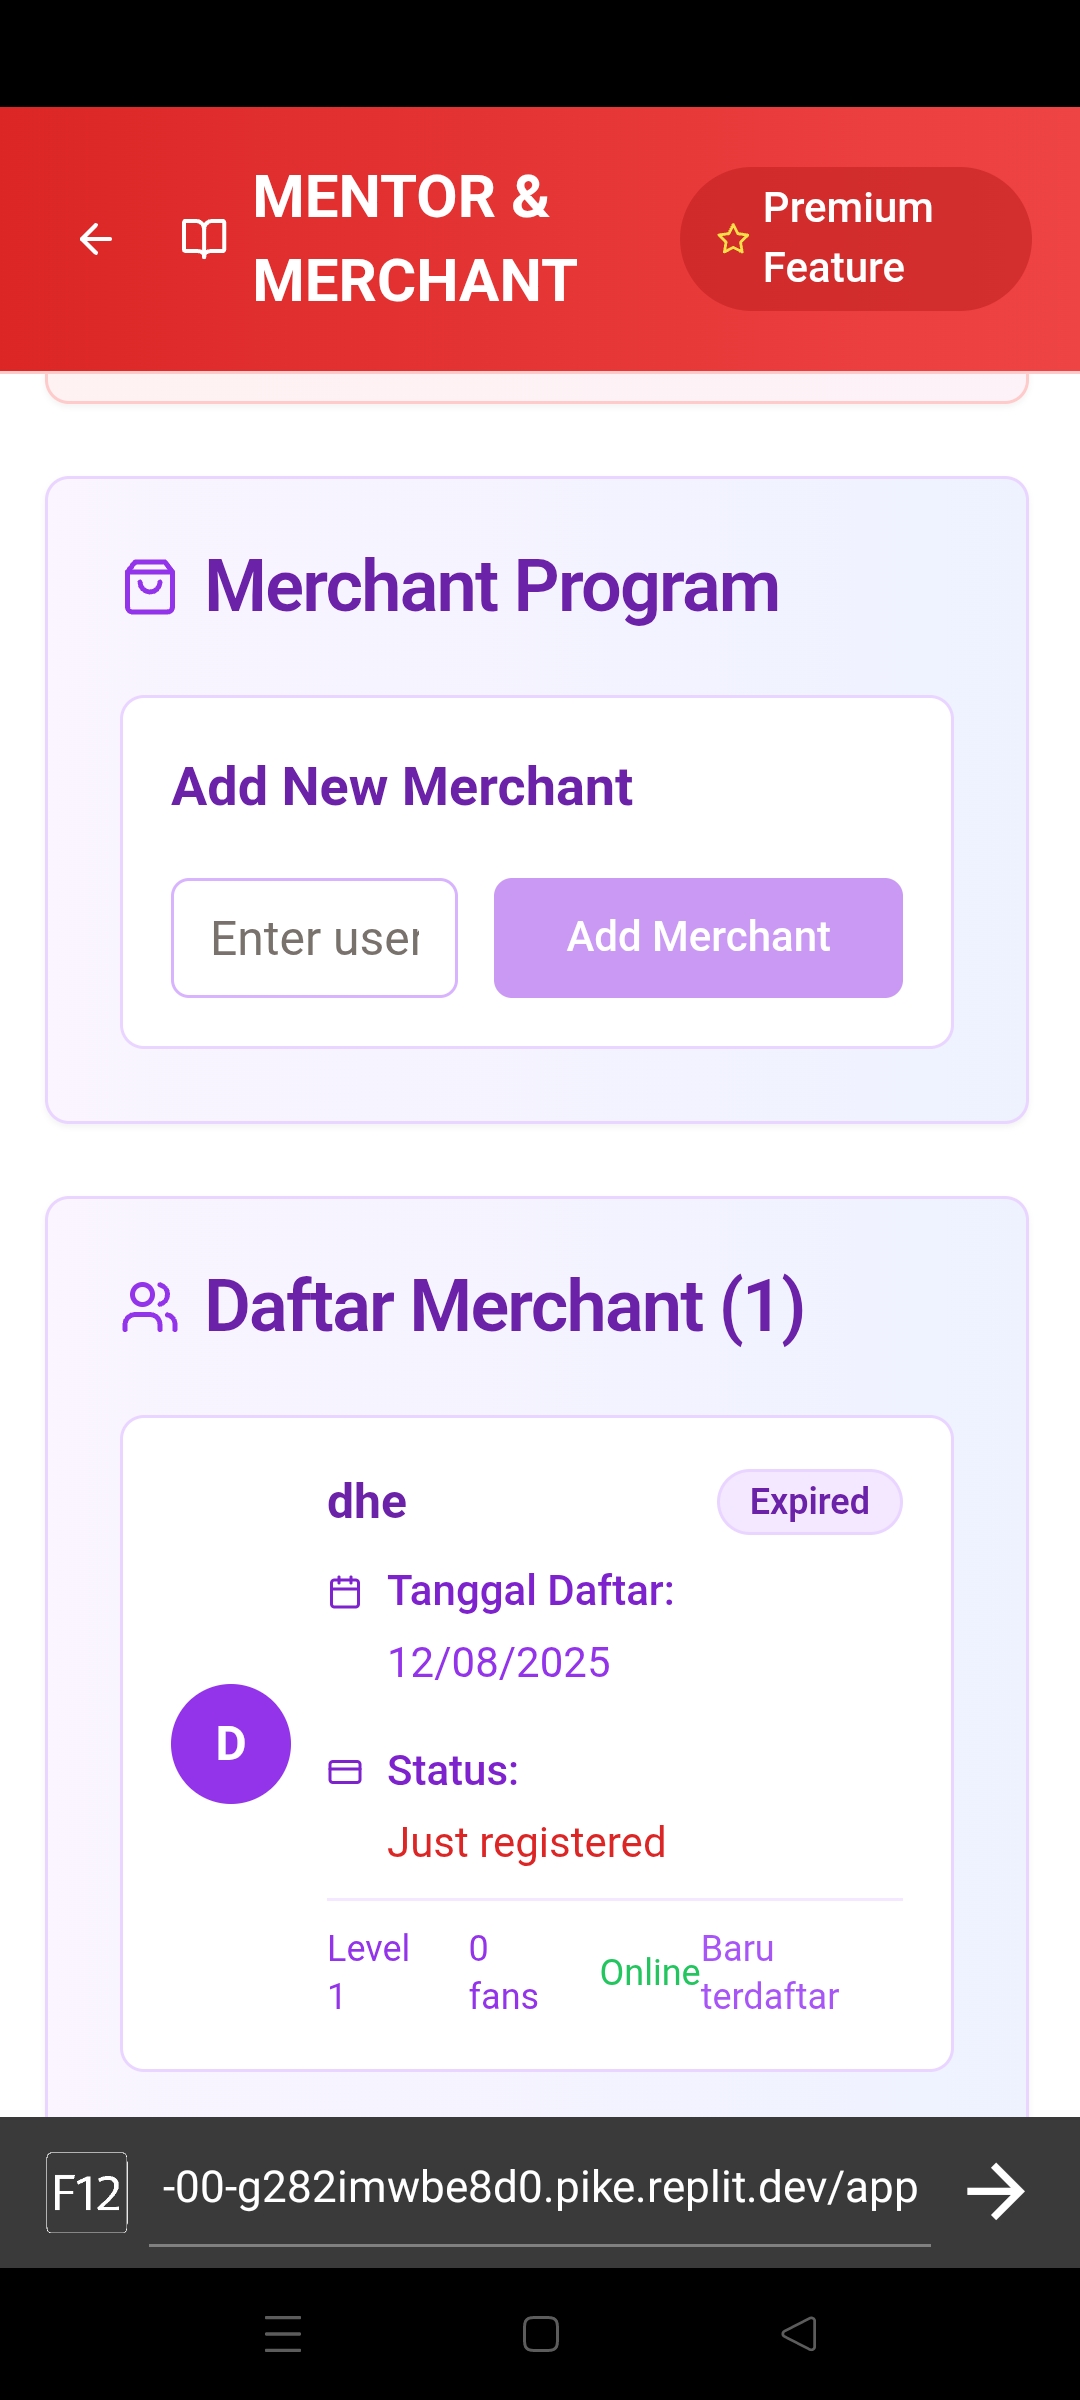 MENTOR &
MERCHANT
Premium
Feature
Merchant Program
Add New Merchant
Enter user
Add Merchant
Daftar Merchant (1)
dhe
Expired
Tanggal Daftar:
12/08/2025
D
Status:
Just registered
Level
1
0
fans
Online
Baru
terdaftar
F12
-00-g282imwbe8d0.pike.replit.dev/app